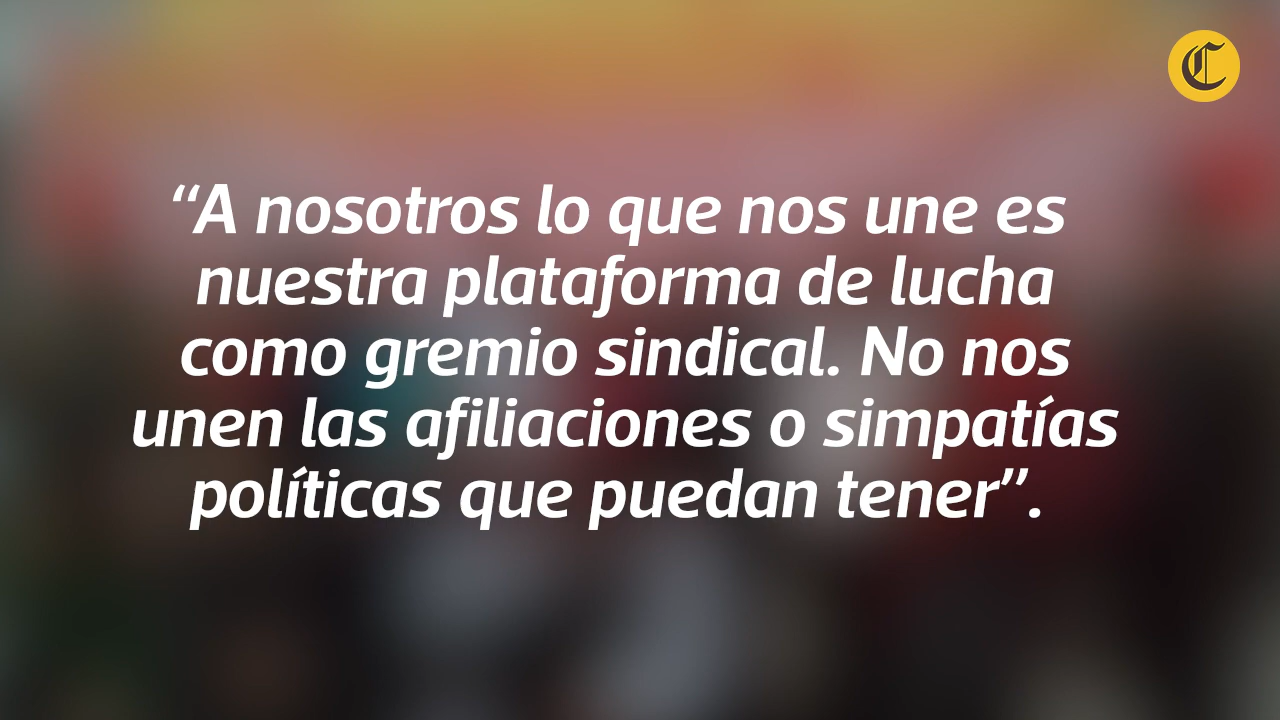 C
“A nosotros lo que nos une es
nuestra plataforma de lucha
como gremio sindical. No nos
unen las afiliaciones o simpatías
políticas que puedan tener”.